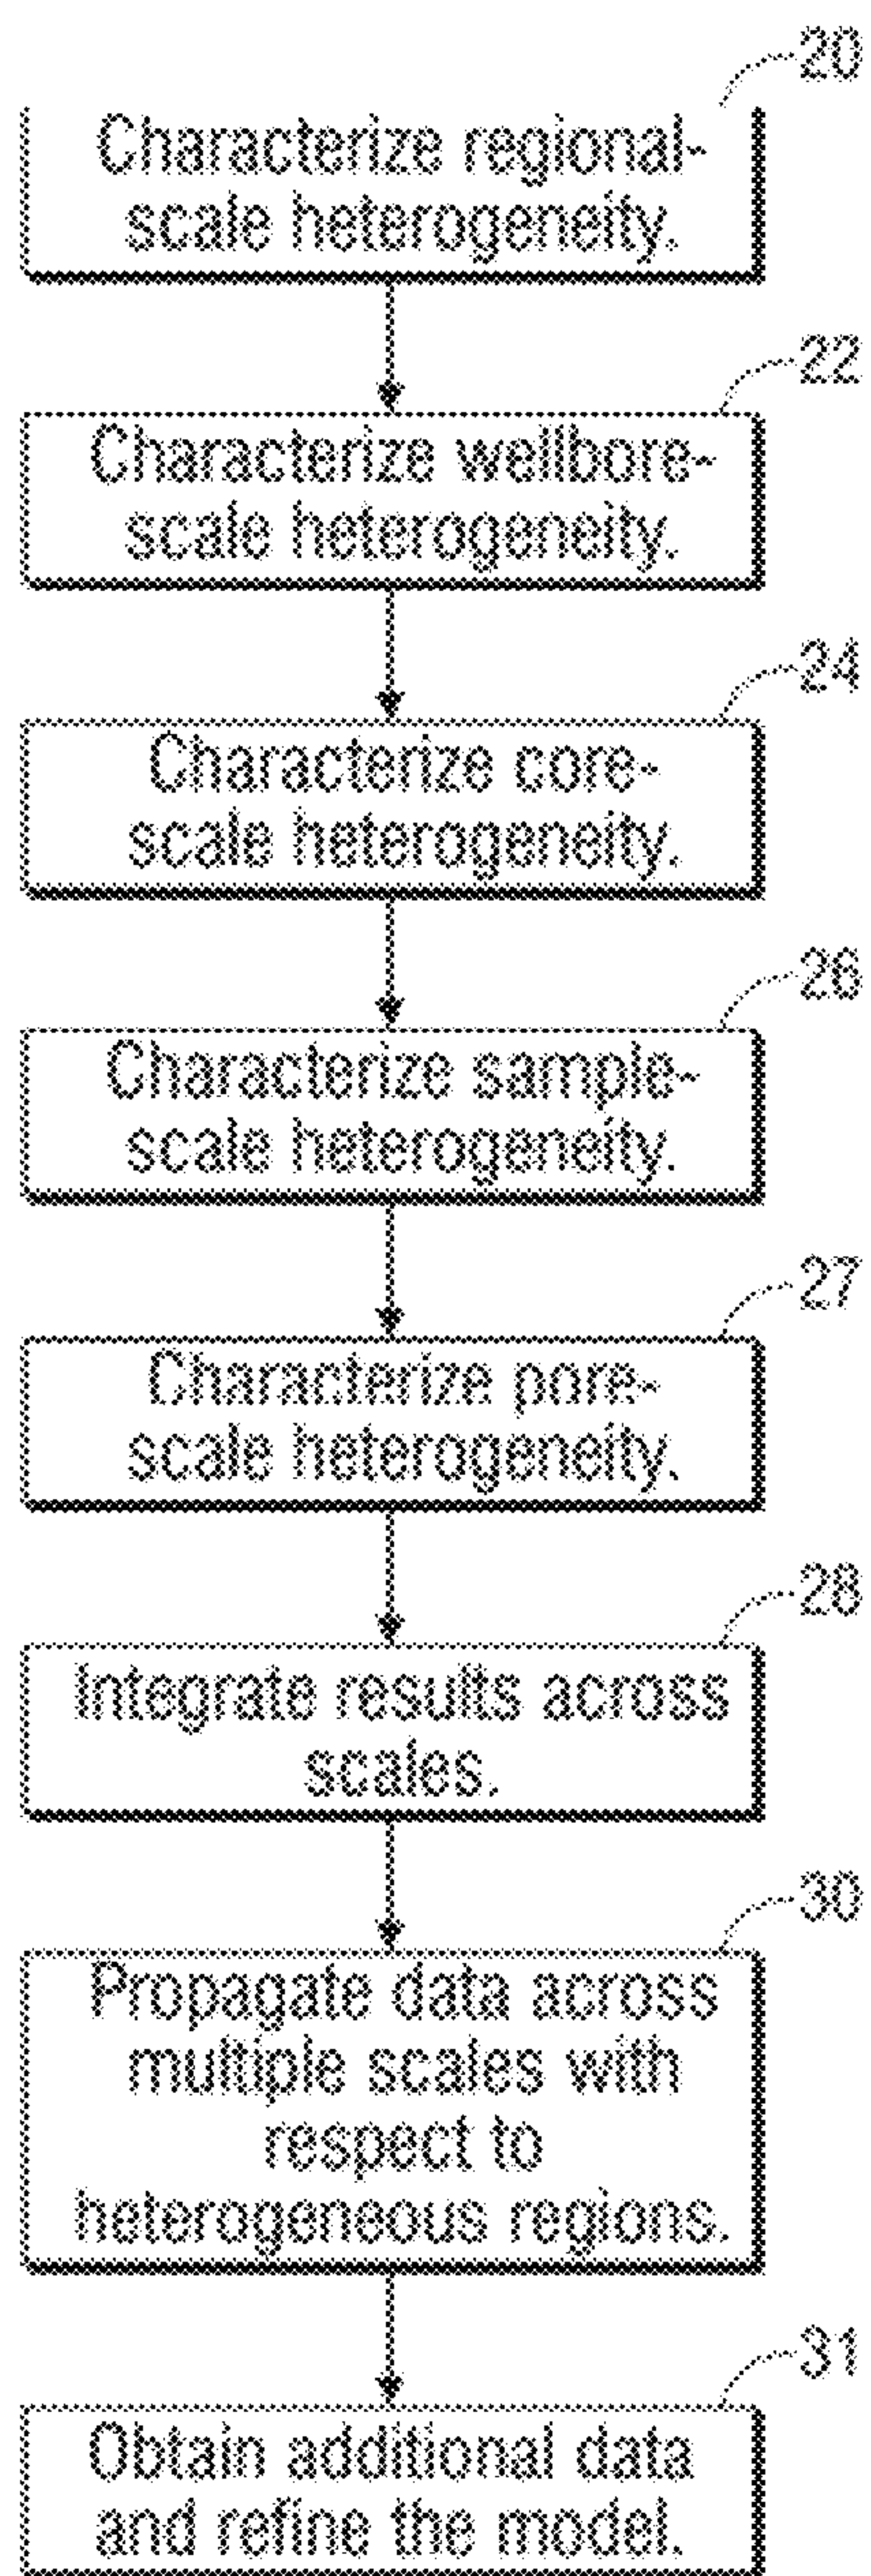 20
Characterize regional-
scale heterogeneity.
22
Characterize wellbore-
scale heterogeneity.
24
Characterize core-
scale heterogeneity.
26
Characterize sample-
scale heterogeneity.
27
Characterize pore-
scale heterogeneity.
28
Integrate results across
scales.
30
Propagate data across
multiple scales with
respect to
heterogeneous regions.
31
Obtain additional data
and refine the model.